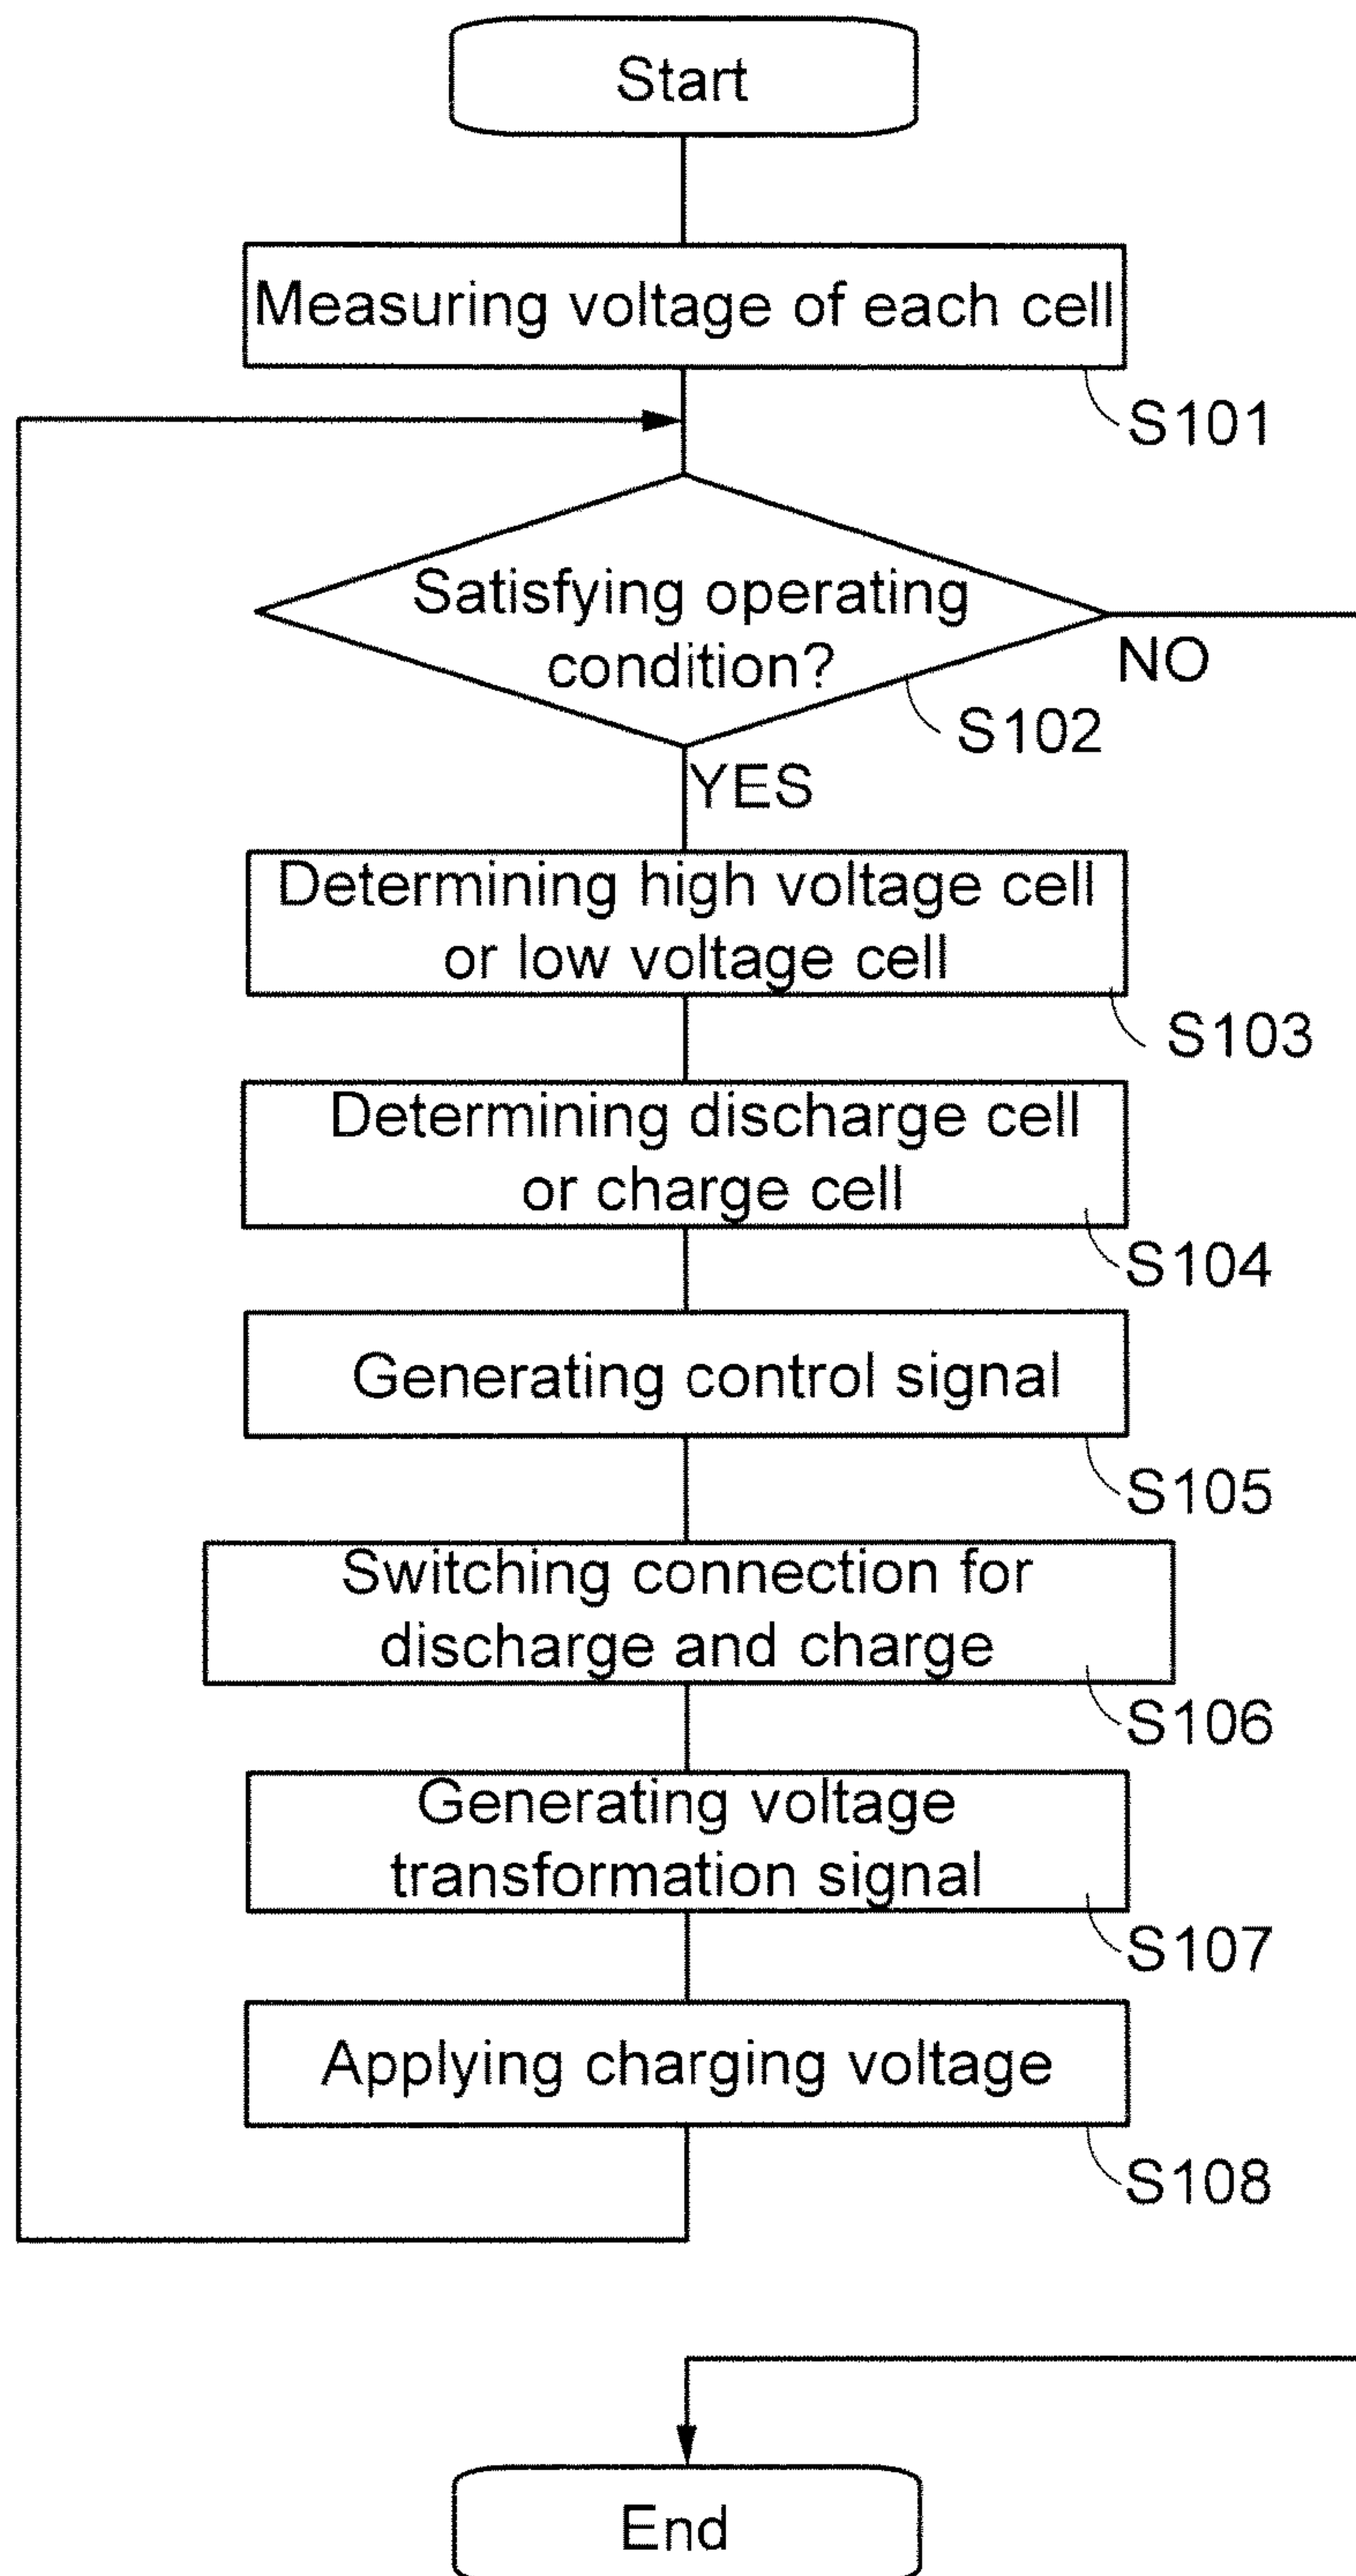 Start
Measuring voltage of each cell
S101
Satisfying operating
condition?
NO
S102
YES
Determining high voltage cell
or low voltage cell
S103
Determining discharge cell
or charge cell
S104
Generating control signal
S105
Switching connection for
discharge and charge
S106
Generating voltage
transformation signal
S107
Applying charging voltage
S108
End